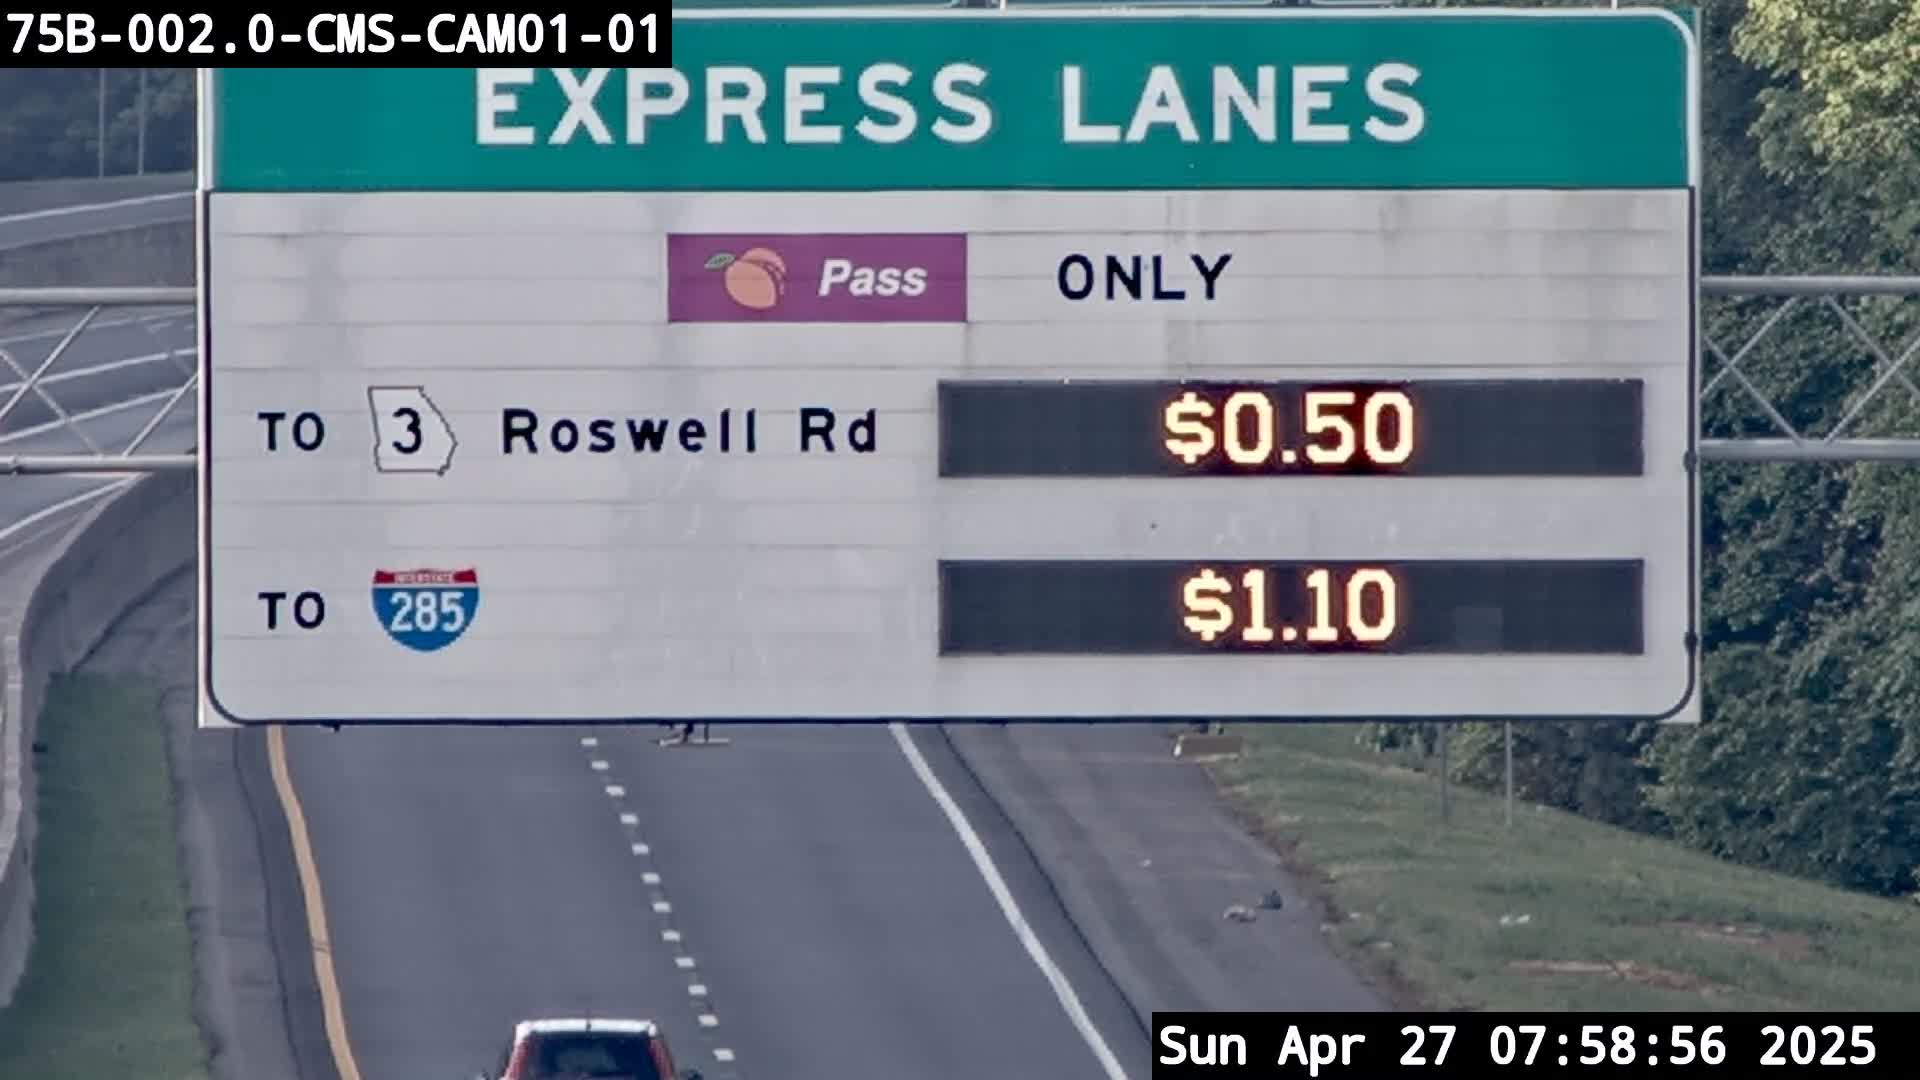 75B-002.0-CMS-CAM01-01
EXPRESS LANES
Pass ONLY
TO 3 Roswell Rd $0.50
INTERSTATE
TO 285 $1.10
Sun Apr 27 07:58:56 2025